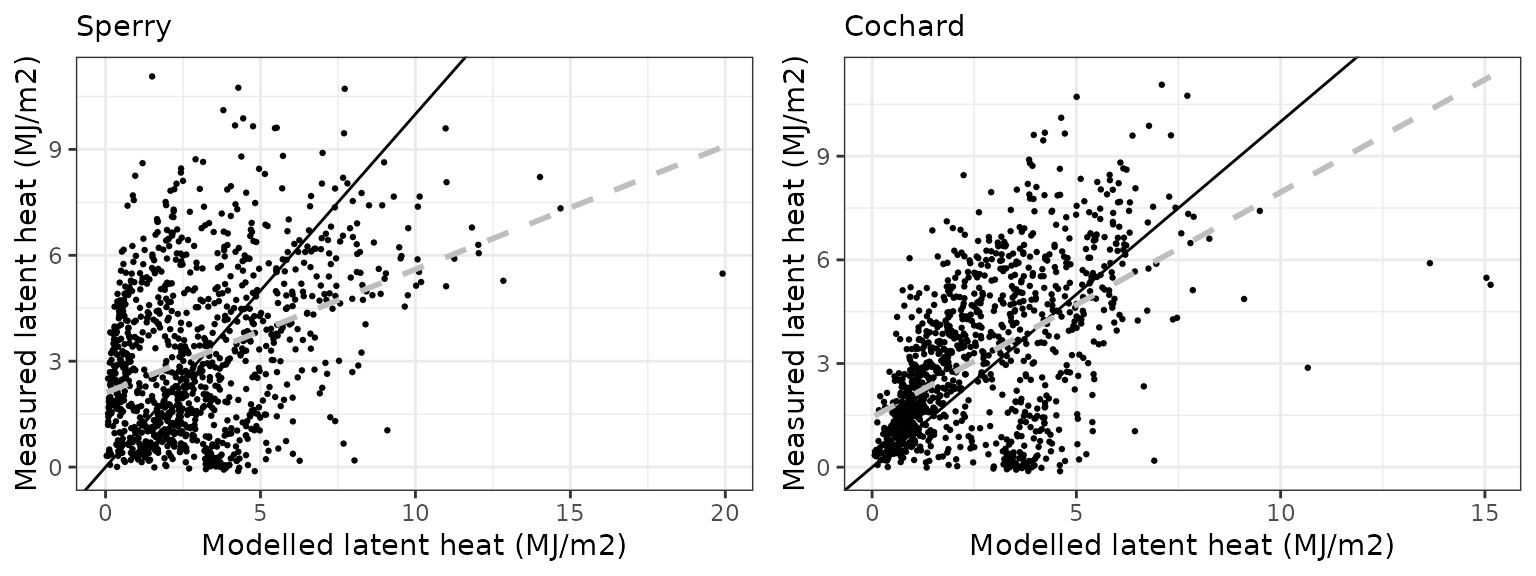 Sperry
Measured latent heat (MJ/m2)
9
6
3
0
0 5 10 15 20
Modelled latent heat (MJ/m2)
Cochard
Measured latent heat (MJ/m2)
9
6
3
0
0 5 10 15
Modelled latent heat (MJ/m2)